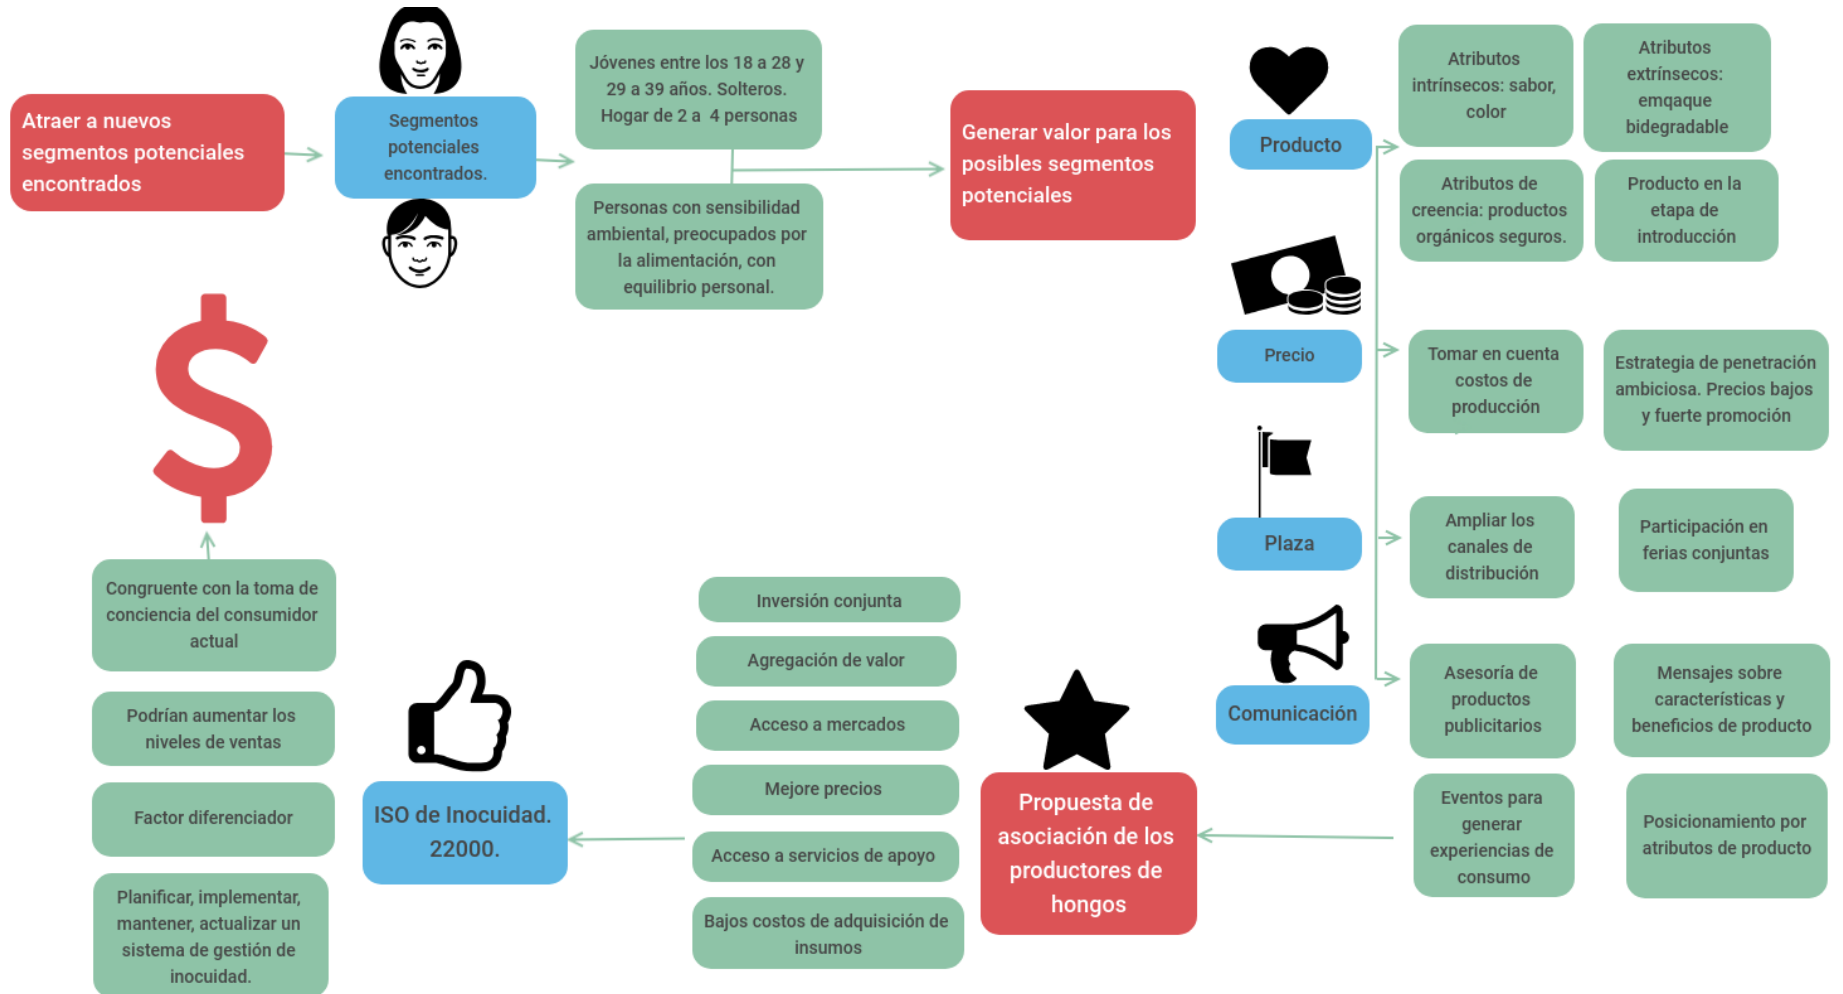 Atraer a nuevos
segmentos potenciales
encontrados
Segmentos
potenciales
encontrados.
Jóvenes entre los 18 a 28 y
29 a 39 años. Solteros.
Hogar de 2 a 4 personas
Personas con sensibilidad
ambiental, preocupados por
la alimentación, con
equilibrio personal.
Generar valor para los
posibles segmentos
potenciales
Producto
Atributos
intrínsecos: sabor,
color
Atributos
extrínsecos:
emqaque
bidegradable
Atributos de
creencia: productos
orgánicos seguros.
Producto en la
etapa de
introducción
Precio
Tomar en cuenta
costos de
producción
Estrategia de penetración
ambiciosa. Precios bajos
y fuerte promoción
Plaza
Ampliar los
canales de
distribución
Participación en
ferias conjuntas
Comunicación
Asesoría de
productos
publicitarios
Mensajes sobre
características y
beneficios de producto
Eventos para
generar
experiencias de
consumo
Posicionamiento por
atributos de producto
Propuesta de
asociación de los
productores de
hongos
Inversión conjunta
Agregación de valor
Acceso a mercados
Mejore precios
Acceso a servicios de apoyo
Bajos costos de adquisición de
insumos
ISO de Inocuidad.
22000.
Congruente con la toma de
conciencia del consumidor
actual
Podrían aumentar los
niveles de ventas
Factor diferenciador
Planificar, implementar,
mantener, actualizar un
sistema de gestión de
inocuidad.
$